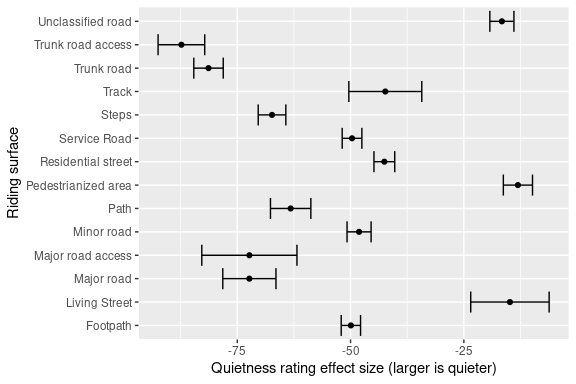 Riding surface
Unclassified road
Trunk road access
Trunk road
Track
Steps
Service Road
Residential street
Pedestrianized area
Path
Minor road
Major road access
Major road
Living Street
Footpath
-75 -50 -25
Quietness rating effect size (larger is quieter)